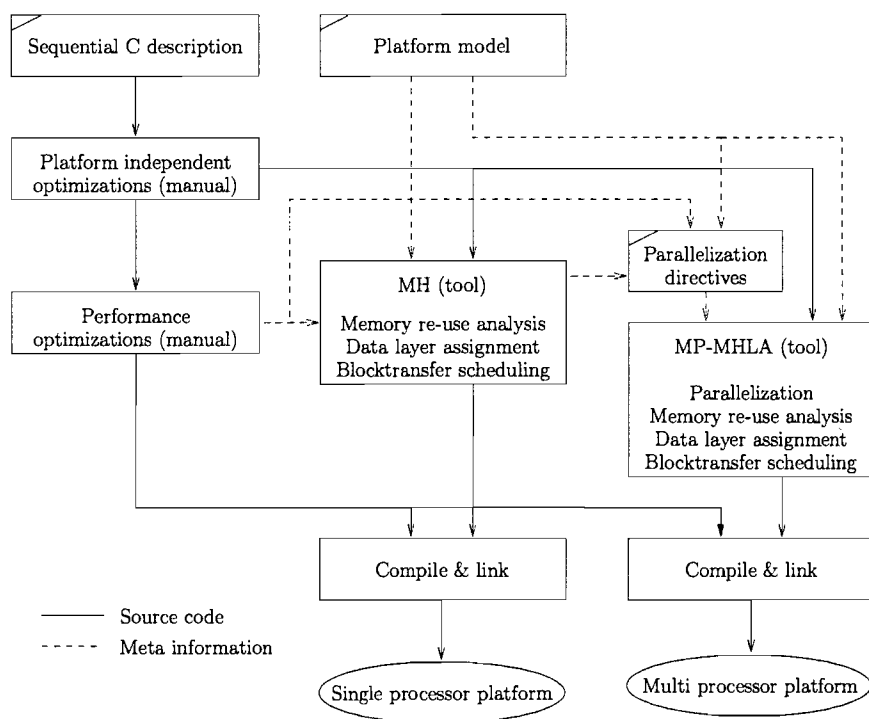 Sequential C description
Platform model
Platform independent
optimizations (manual)
Parallelization
directives
MH (tool)
Memory re-use analysis
Data layer assignment
Blocktransfer scheduling
Performance
optimizations (manual)
MP-MHLA (tool)
Parallelization
Memory re-use analysis
Data layer assignment
Blocktransfer scheduling
Compile & link
Compile & link
Source code
Meta information
Single processor platform
Multi processor platform